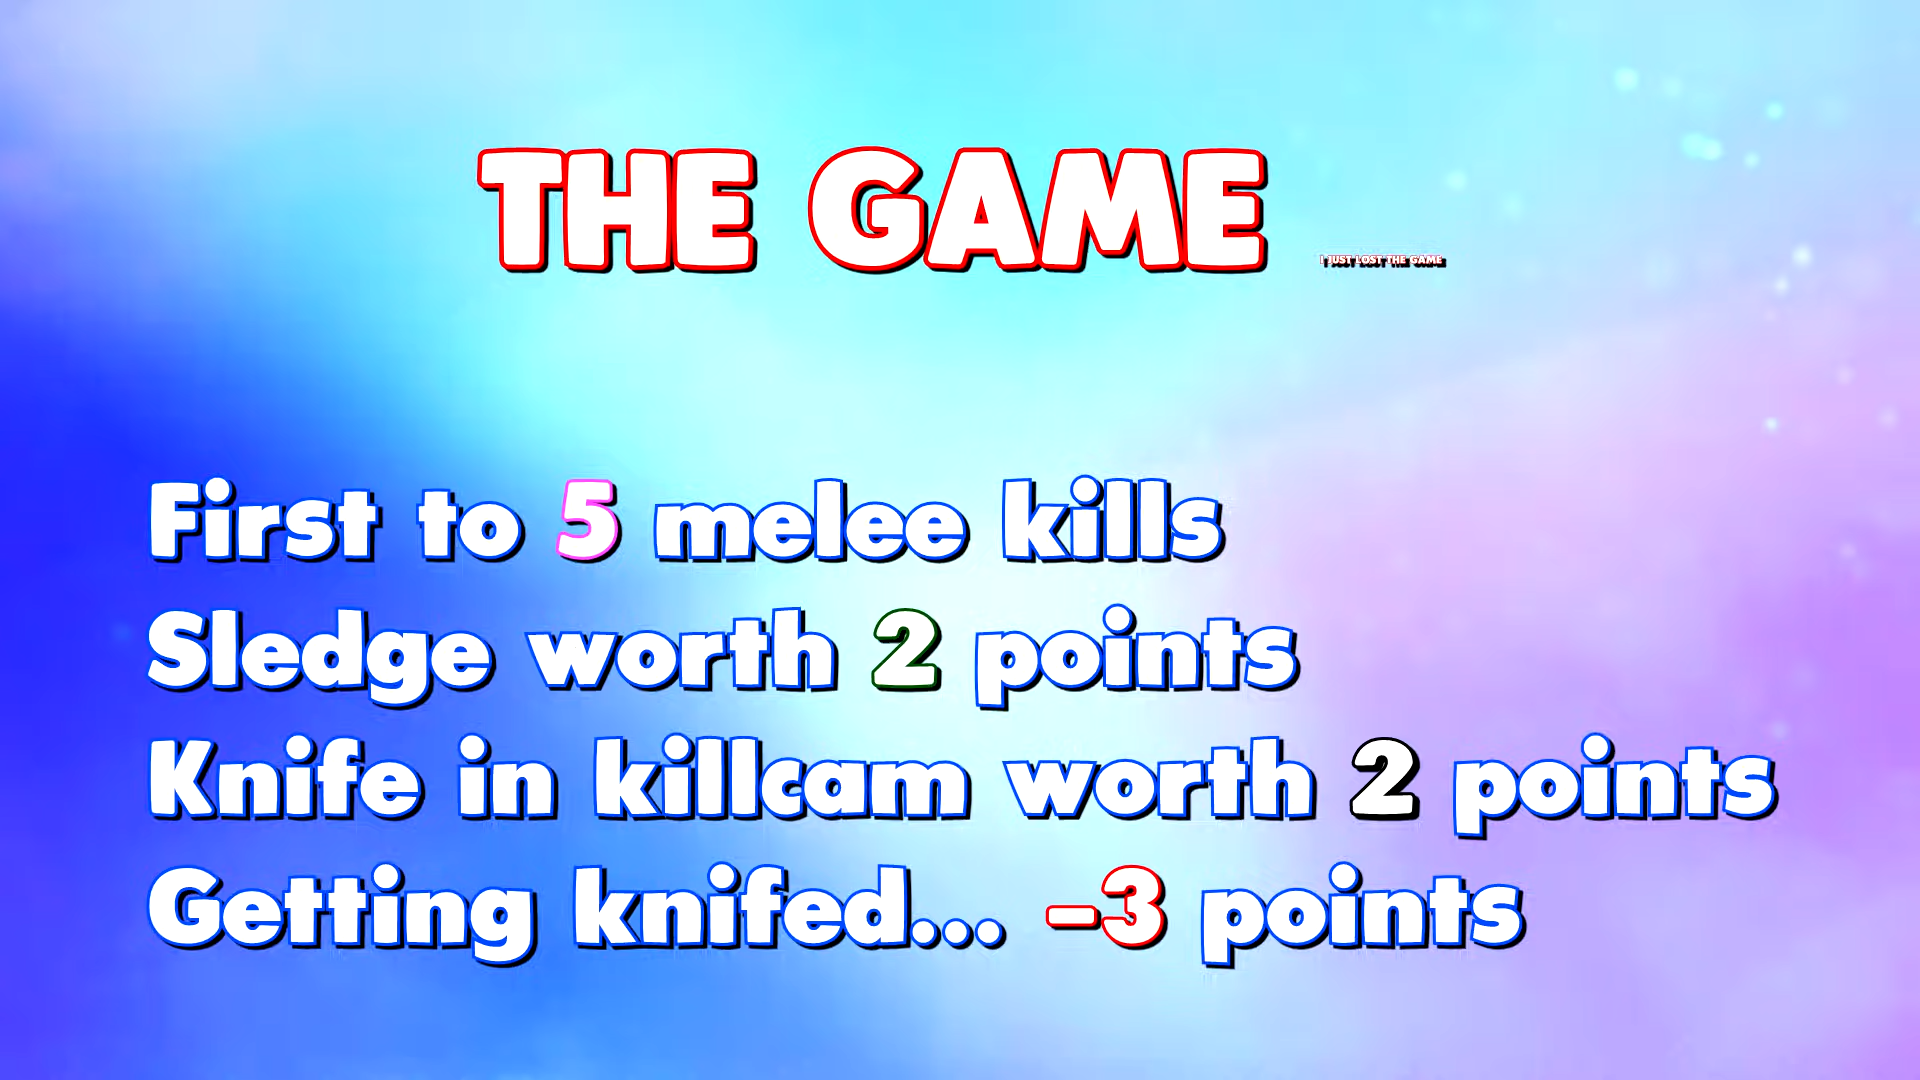 THE GAME I JUST LOST THE GAME
First to 5 melee kills
Sledge worth 2 points
Knife in killcam worth 2 points
Getting knifed... -3 points